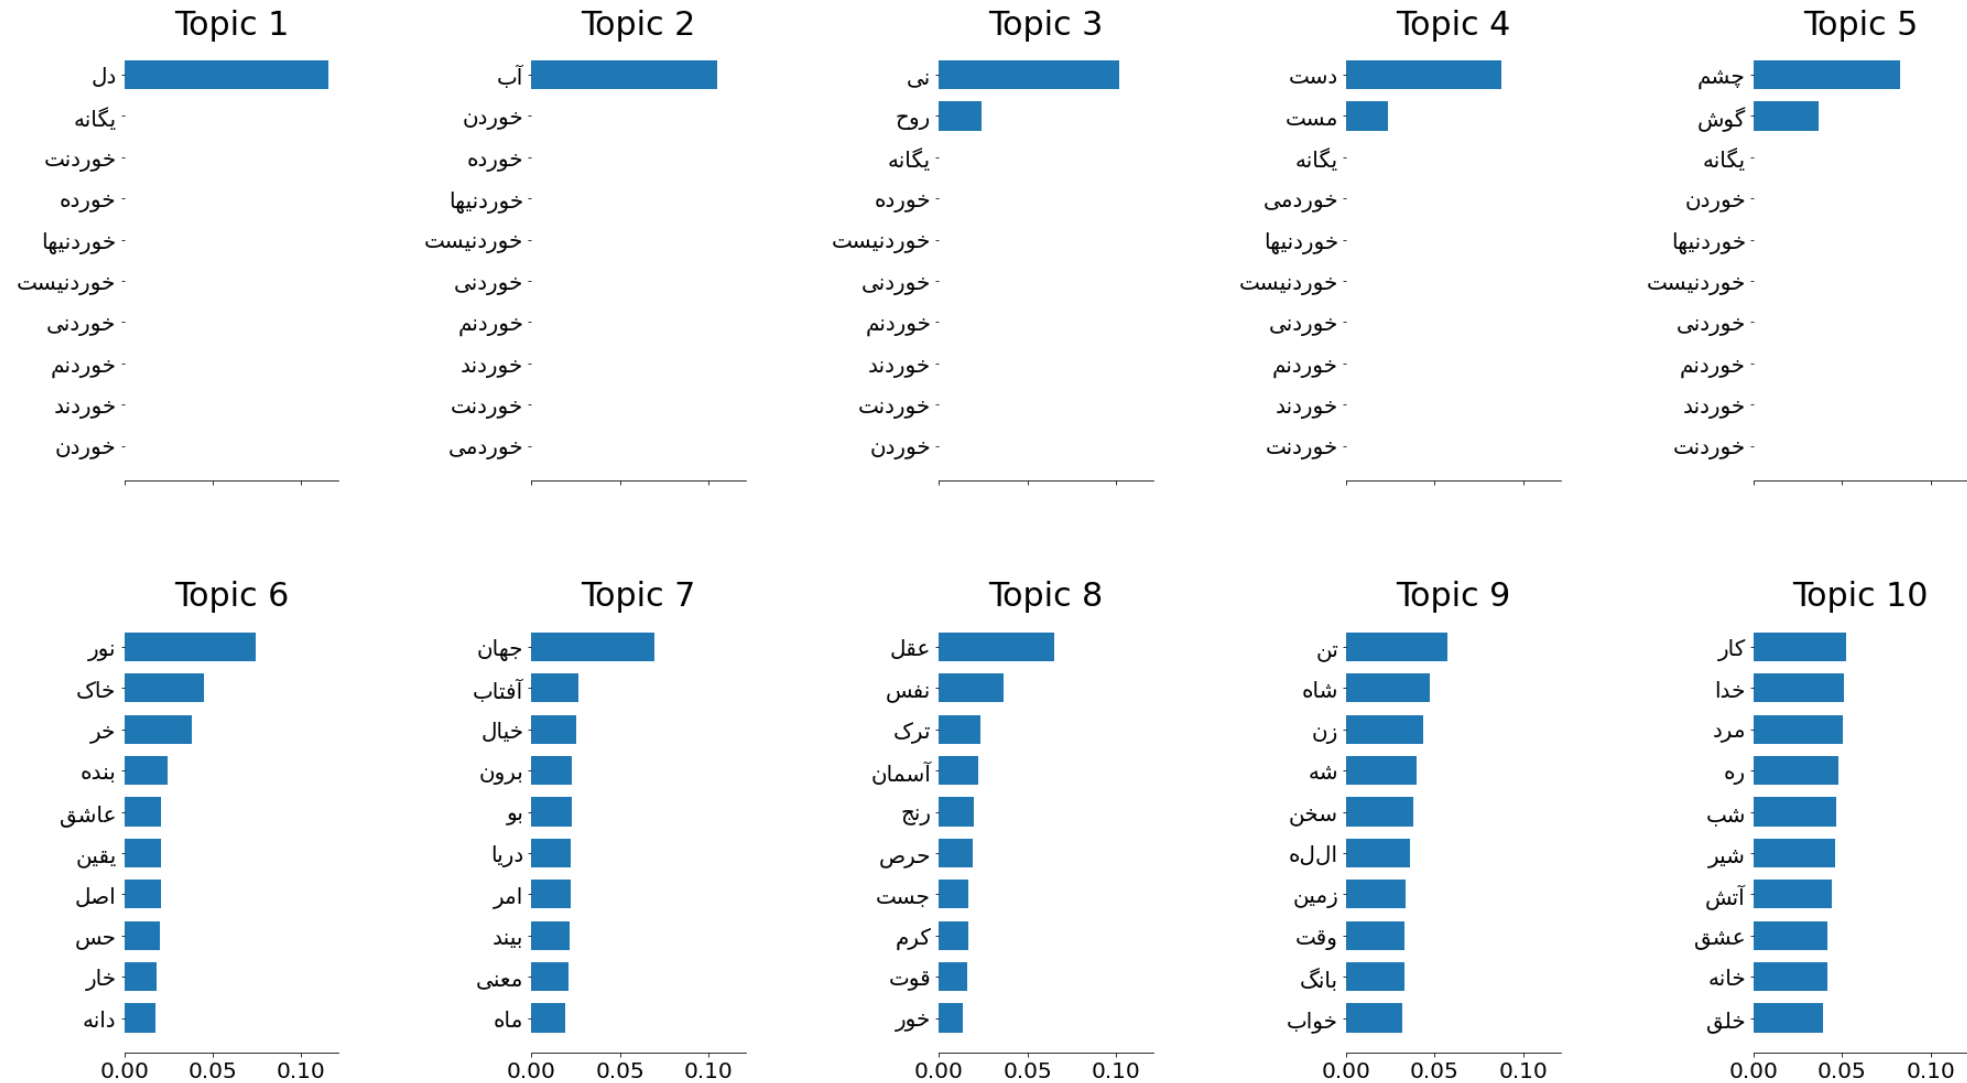 Topic 1
دل
یگانه
خوردنت
خورده
خوردنیها
خوردنیست
خوردنی
خوردنم
خوردند
خوردن
Topic 2
آب
خوردن
خورده
خوردنیها
خوردنیست
خوردنی
خوردنم
خوردند
خوردنت
خوردمی
Topic 3
نی
روح
یگانه
خورده
خوردنیست
خوردنی
خوردنم
خوردند
خوردنت
خوردن
Topic 4
دست
مست
یگانه
خوردمی
خوردنیها
خوردنیست
خوردنی
خوردنم
خوردند
خوردنت
Topic 5
چشم
گوش
یگانه
خوردن
خوردنیها
خوردنیست
خوردنی
خوردنم
خوردند
خوردنت
Topic 6
نور
خاک
خر
بنده
عاشق
یقین
اصل
حس
خار
دانه
0.00 0.05 0.10
Topic 7
جهان
آفتاب
خیال
برون
بو
دریا
امر
بیند
معنی
ماه
0.00 0.05 0.10
Topic 8
عقل
نفس
ترک
آسمان
رنج
حرص
جست
کرم
قوت
خور
0.00 0.05 0.10
Topic 9
تن
شاه
زن
شه
سخن
الله
زمین
وقت
بانگ
خواب
0.00 0.05 0.10
Topic 10
کار
خدا
مرد
ره
شب
شیر
آتش
عشق
خانه
خلق
0.00 0.05 0.10